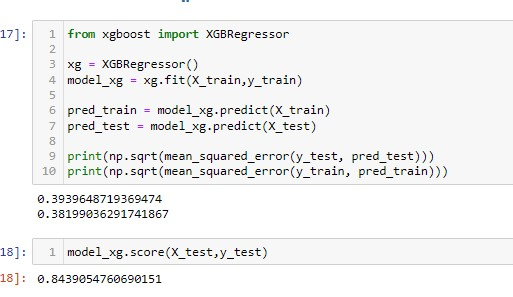 17]:
1 from xgboost import XGBRegressor
2
3 xg = XGBRegressor()
4 model_xg = xg.fit(X_train,y_train)
5
6 pred_train = model_xg.predict(X_train)
7 pred_test = model_xg.predict(X_test)
8
9 print(np.sqrt(mean_squared_error(y_test, pred_test)))
10 print(np.sqrt(mean_squared_error(y_train, pred_train)))
0.3939648719369474
0.38199036291741867
18]: 1 model_xg.score(X_test,y_test)
18]: 0.8439054760690151